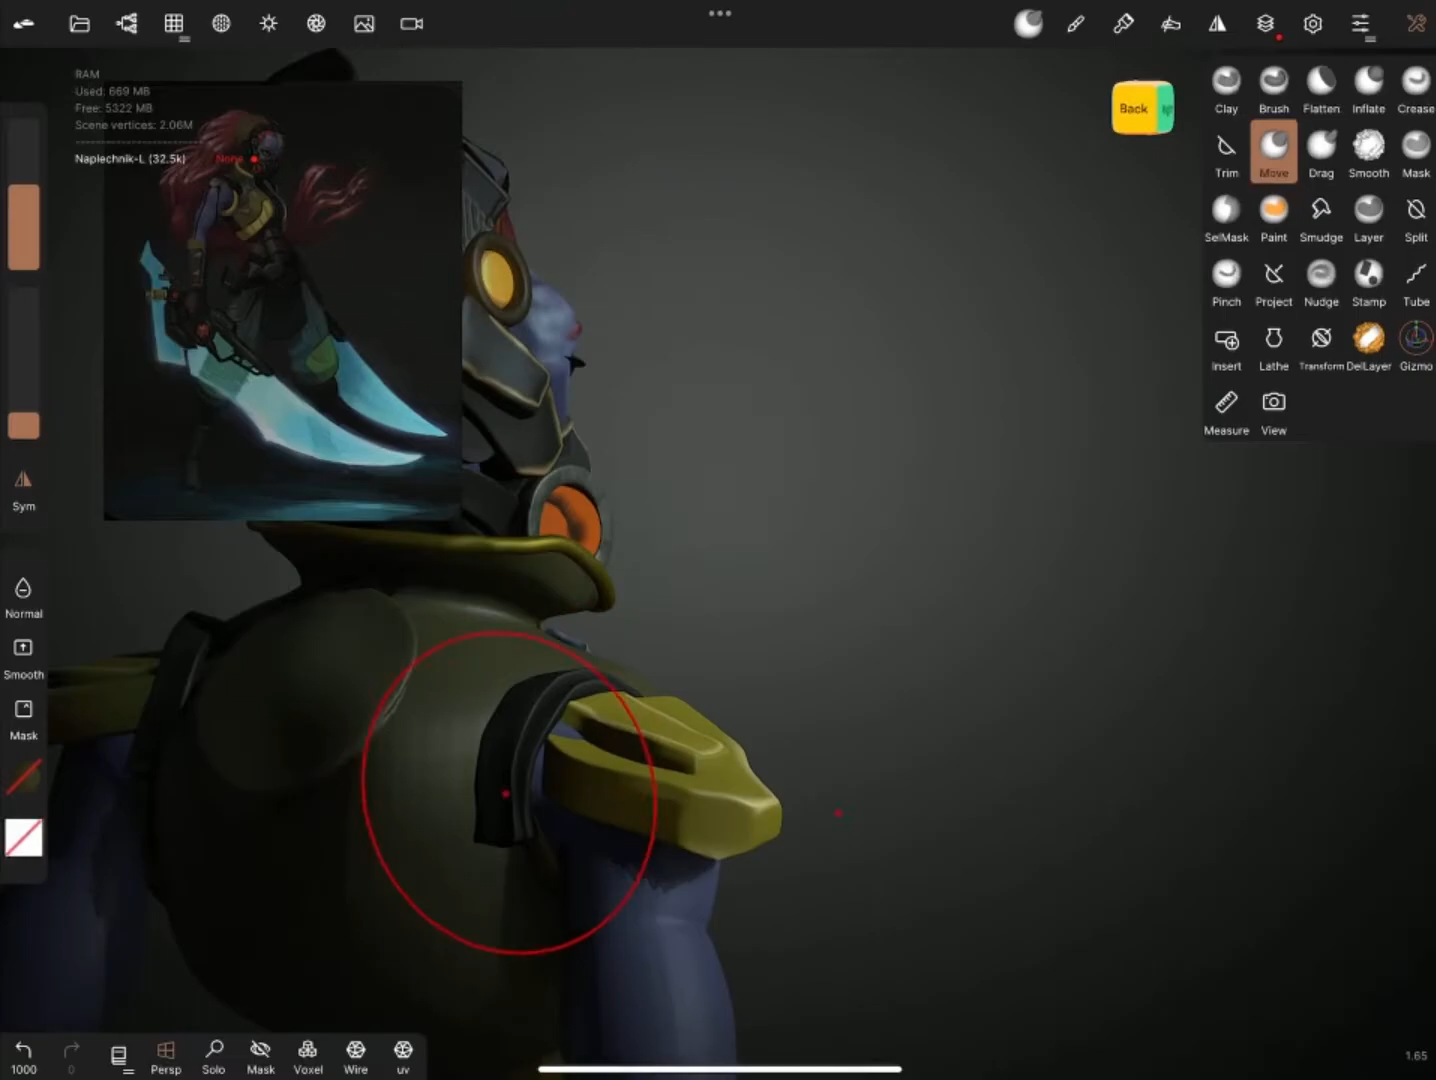 RAM
Used: 669 MB
Free: 5322 MB
Scene vertices: 2.06M
Naplechnik-L (32.5k) None
Back
Clay Brush Flatten Inflate Crease
Trim Move Drag Smooth Mask
SelMask Paint Smudge Layer Split
Pinch Project Nudge Stamp Tube
Insert Lathe Transform DelLayer Gizmo
Measure View
Sym
Normal
Smooth
Mask
1000 0 Persp Solo Mask Voxel Wire uv
1.65